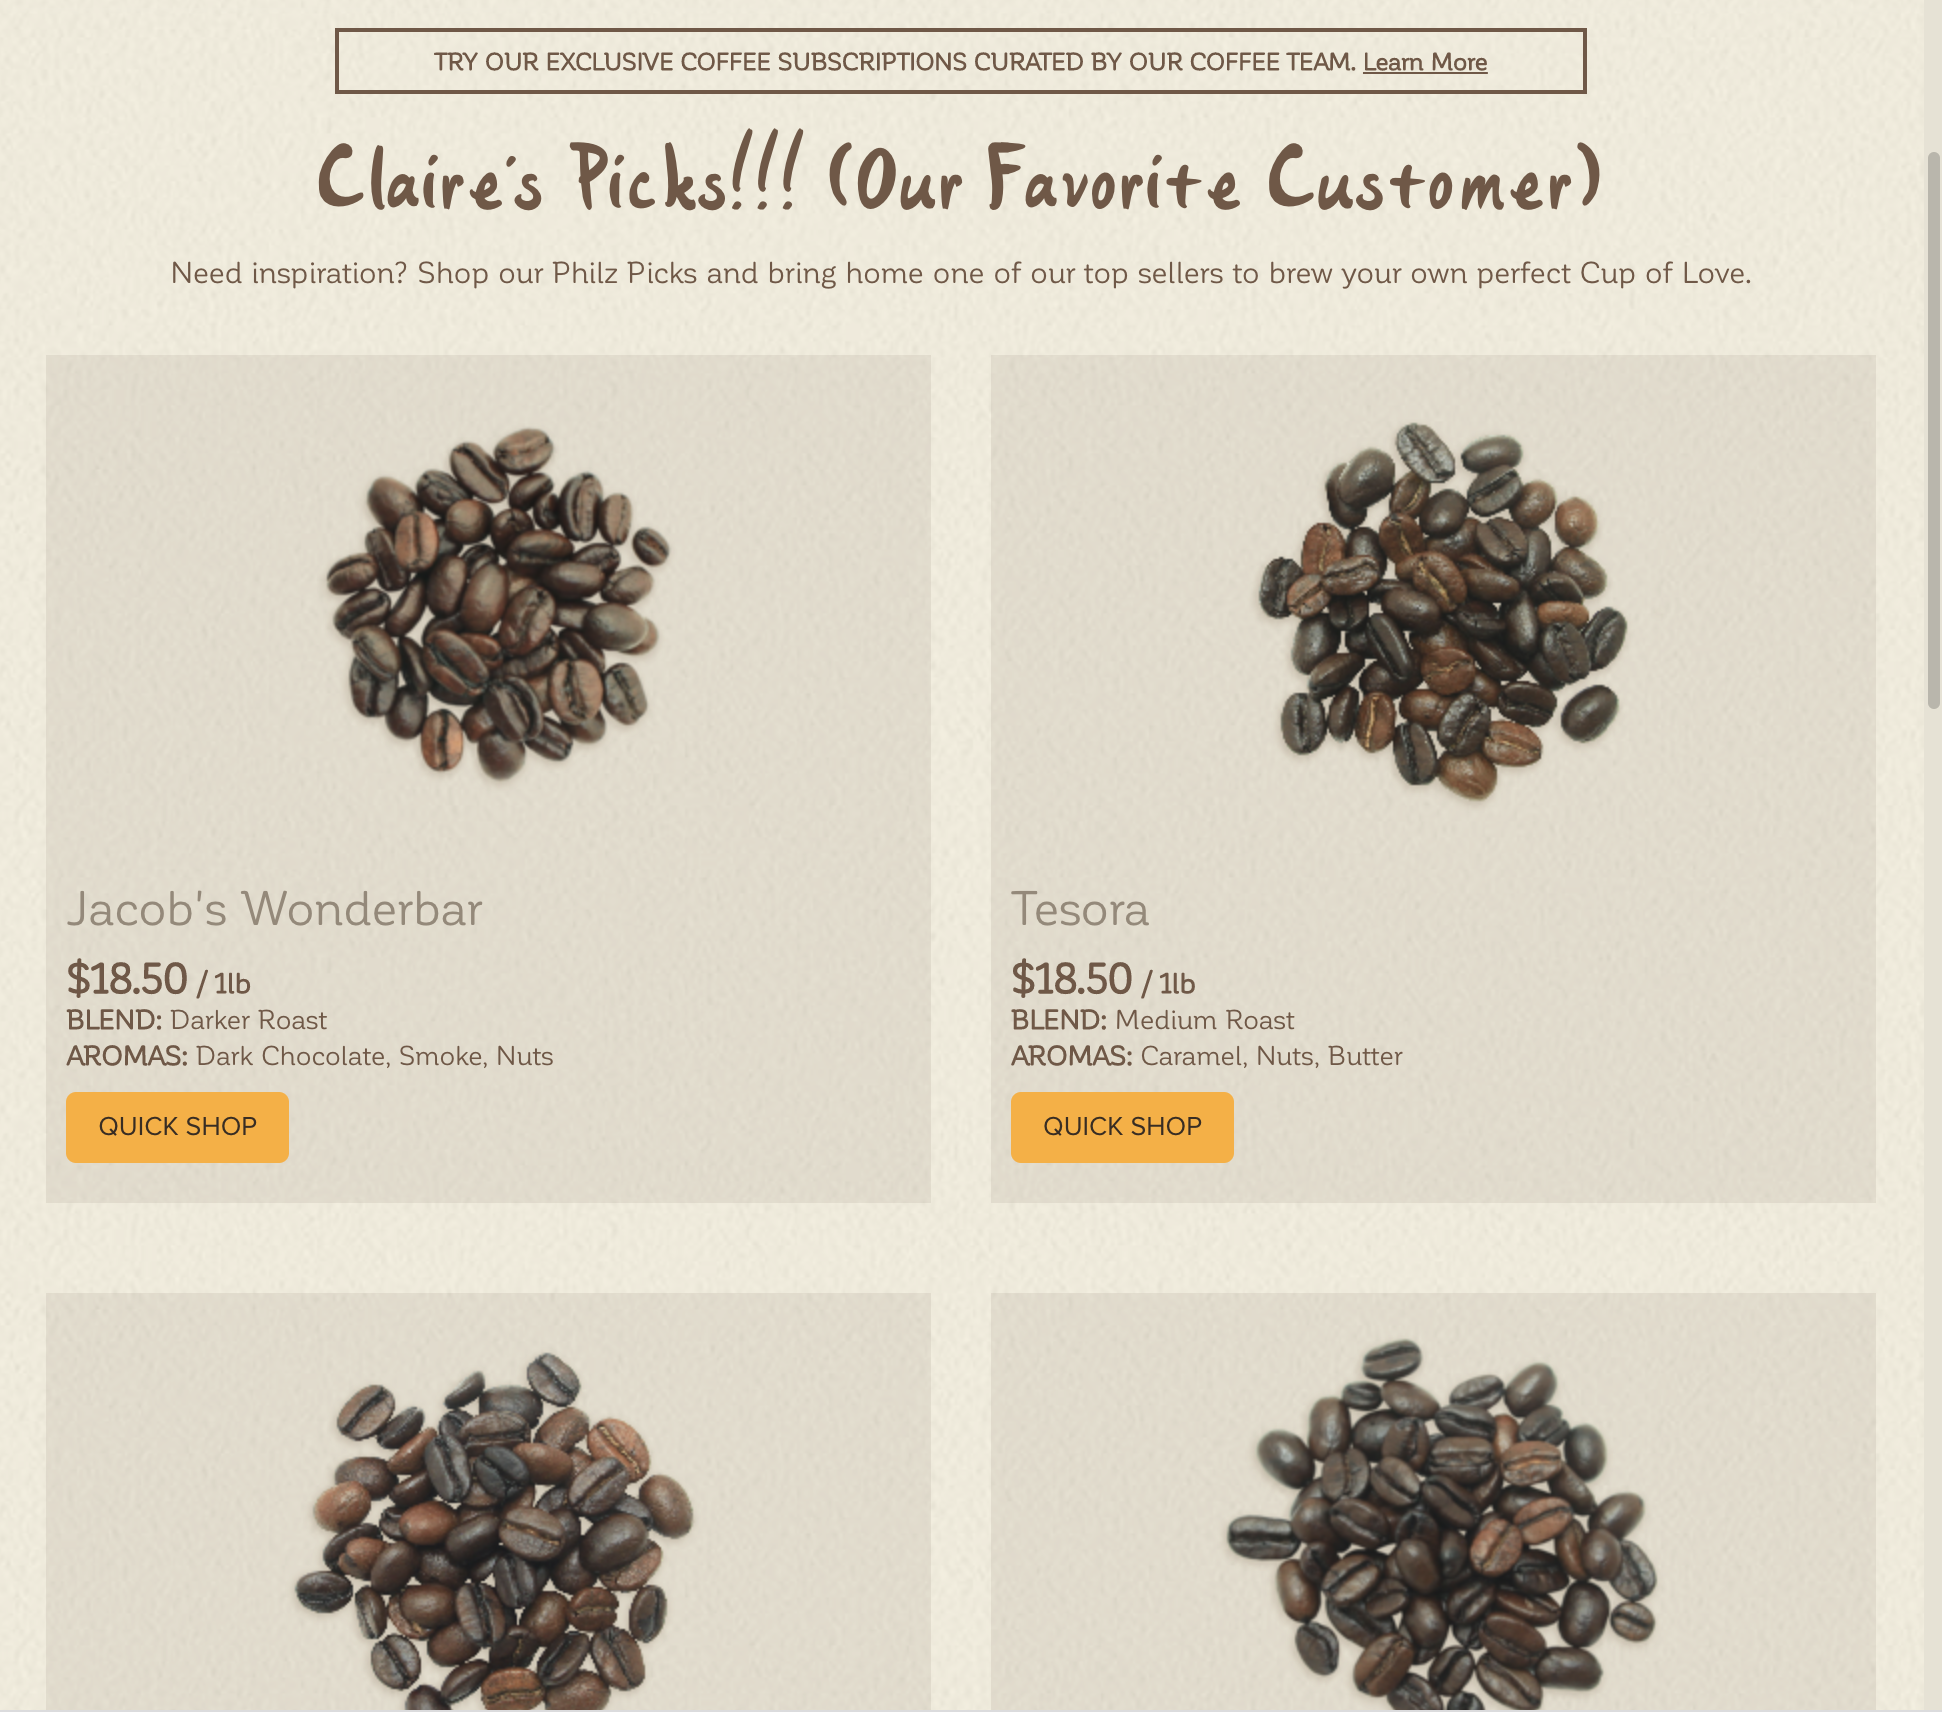 TRY OUR EXCLUSIVE COFFEE SUBSCRIPTIONS CURATED BY OUR COFFEE TEAM. Learn More
Claire's Picks!!! (Our Favorite Customer)
Need inspiration? Shop our Philz Picks and bring home one of our top sellers to brew your own perfect Cup of Love.
Jacob's Wonderbar
$18.50 / 1lb
BLEND: Darker Roast
AROMAS: Dark Chocolate, Smoke, Nuts
QUICK SHOP
Tesora
$18.50 / 1lb
BLEND: Medium Roast
AROMAS: Caramel, Nuts, Butter
QUICK SHOP